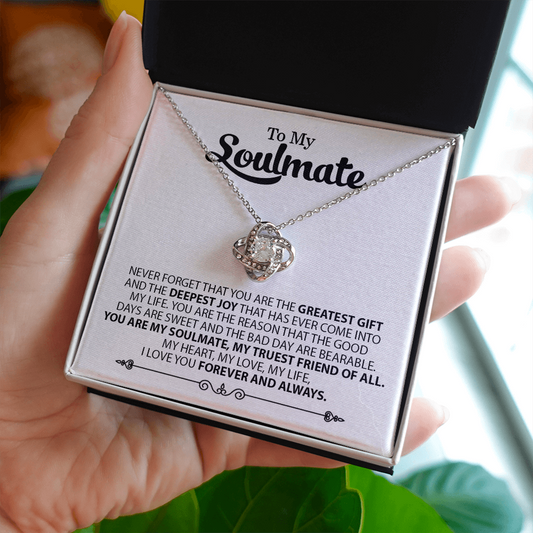 To My
Soulmate
NEVER FORGET THAT YOU ARE THE GREATEST GIFT
AND THE DEEPEST JOY THAT HAS EVER COME INTO
MY LIFE. YOU ARE THE REASON THAT THE GOOD
DAYS ARE SWEET AND THE BAD DAY ARE BEARABLE.
YOU ARE MY SOULMATE, MY TRUEST FRIEND OF ALL.
MY HEART, MY LOVE, MY LIFE,
I LOVE YOU FOREVER AND ALWAYS.